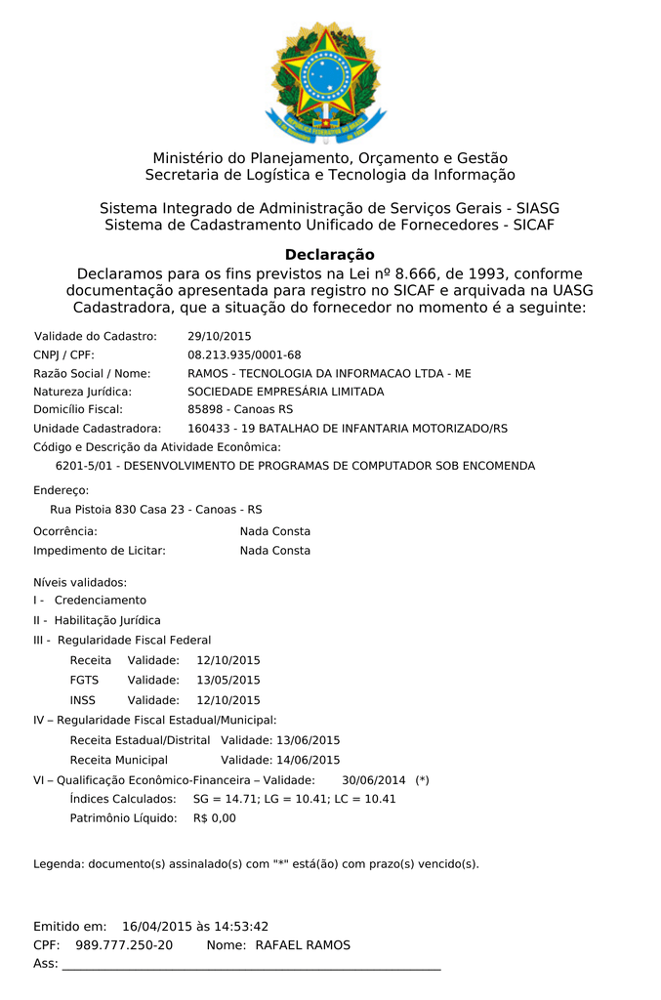 REPÚBLICA FEDERATIVA DO BRASIL
Ministério do Planejamento, Orçamento e Gestão
Secretaria de Logística e Tecnologia da Informação
Sistema Integrado de Administração de Serviços Gerais - SIASG
Sistema de Cadastramento Unificado de Fornecedores - SICAF
Declaração
Declaramos para os fins previstos na Lei nº 8.666, de 1993, conforme
documentação apresentada para registro no SICAF e arquivada na UASG
Cadastradora, que a situação do fornecedor no momento é a seguinte:
Validade do Cadastro: 29/10/2015
CNPJ / CPF: 08.213.935/0001-68
Razão Social / Nome: RAMOS - TECNOLOGIA DA INFORMACAO LTDA - ME
Natureza Jurídica: SOCIEDADE EMPRESÁRIA LIMITADA
Domicílio Fiscal: 85898 - Canoas RS
Unidade Cadastradora: 160433 - 19 BATALHAO DE INFANTARIA MOTORIZADO/RS
Código e Descrição da Atividade Econômica:
6201-5/01 - DESENVOLVIMENTO DE PROGRAMAS DE COMPUTADOR SOB ENCOMENDA
Endereço:
Rua Pistoia 830 Casa 23 - Canoas - RS
Ocorrência: Nada Consta
Impedimento de Licitar: Nada Consta
Níveis validados:
I - Credenciamento
II - Habilitação Jurídica
III - Regularidade Fiscal Federal
Receita Validade: 12/10/2015
FGTS Validade: 13/05/2015
INSS Validade: 12/10/2015
IV – Regularidade Fiscal Estadual/Municipal:
Receita Estadual/Distrital Validade: 13/06/2015
Receita Municipal Validade: 14/06/2015
VI – Qualificação Econômico-Financeira – Validade: 30/06/2014 (*)
Índices Calculados: SG = 14.71; LG = 10.41; LC = 10.41
Patrimônio Líquido: R$ 0,00
Legenda: documento(s) assinalado(s) com "*" está(ão) com prazo(s) vencido(s).
Emitido em: 16/04/2015 às 14:53:42
CPF: 989.777.250-20 Nome: RAFAEL RAMOS
Ass: ______________________________